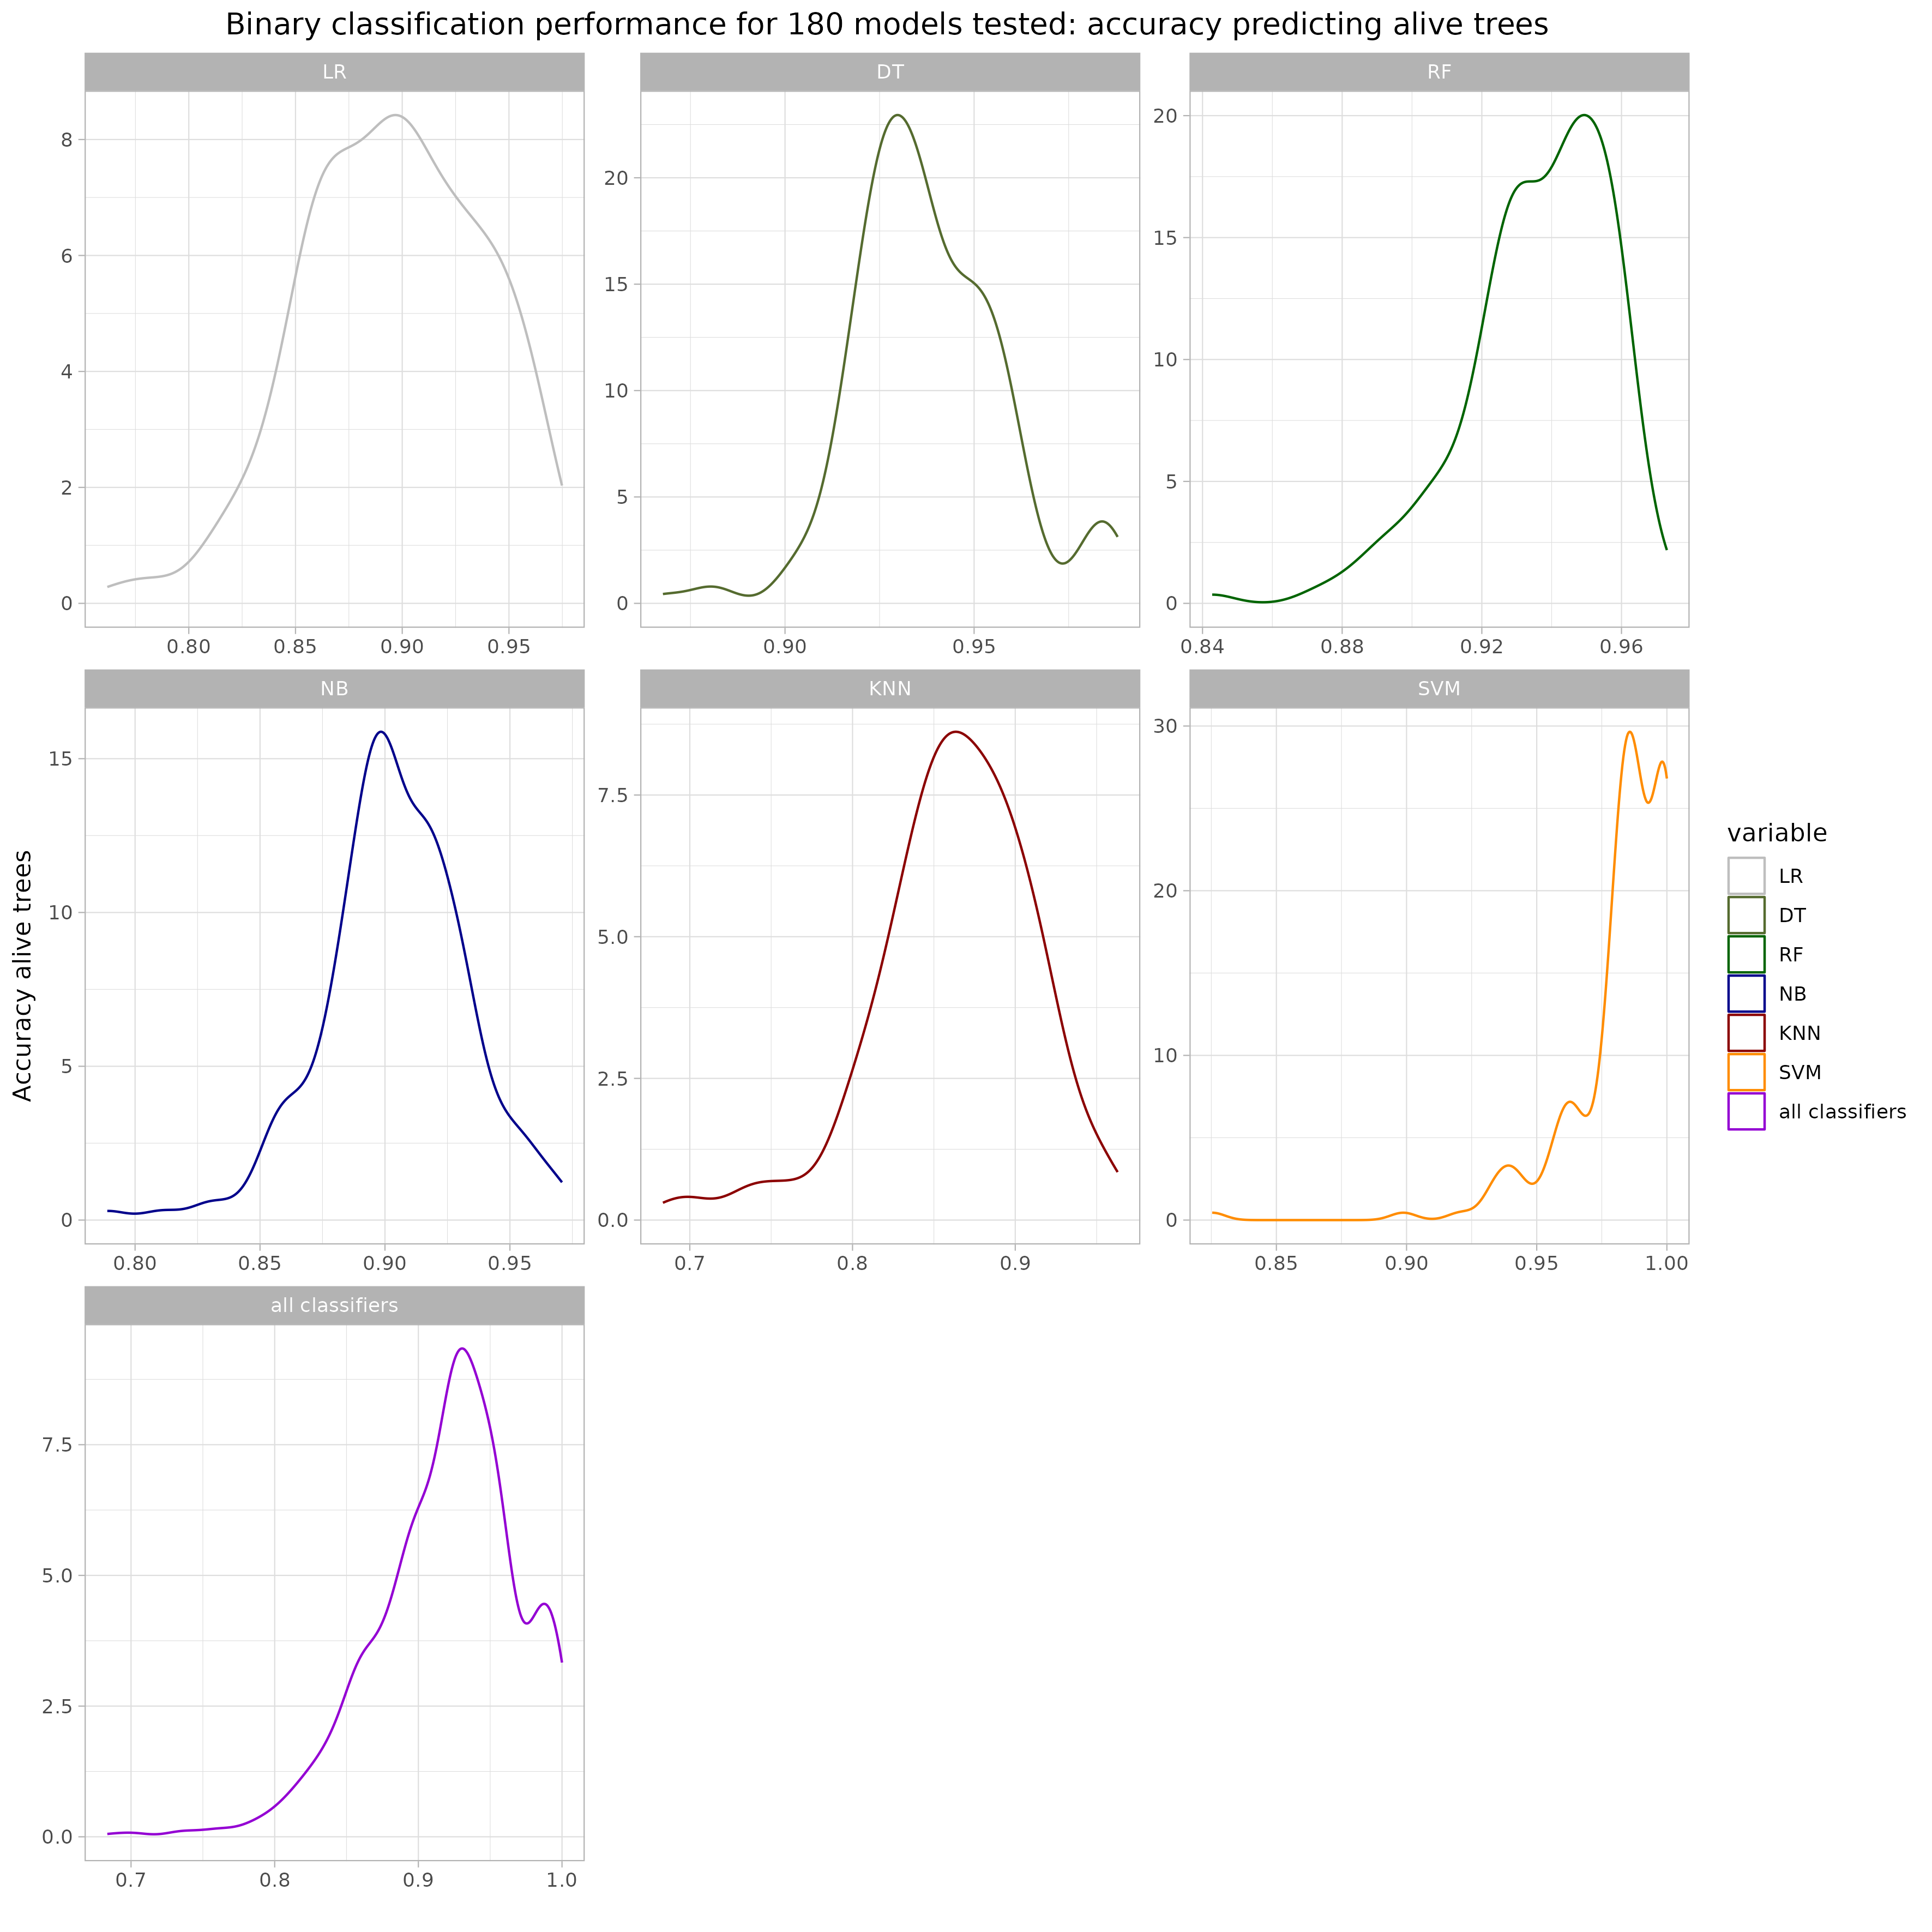 Binary classification performance for 180 models tested: accuracy predicting alive trees
LR
DT
RF
8
6
4
2
0
20
15
10
5
0
20
15
10
5
0
0.80 0.85 0.90 0.95
0.90 0.95
0.84 0.88 0.92 0.96
NB
KNN
SVM
15
10
5
0
7.5
5.0
2.5
0.0
30
20
10
0
0.80 0.85 0.90 0.95
0.7 0.8 0.9
0.85 0.90 0.95 1.00
all classifiers
7.5
5.0
2.5
0.0
0.7 0.8 0.9 1.0
Accuracy alive trees
variable
LR
DT
RF
NB
KNN
SVM
all classifiers